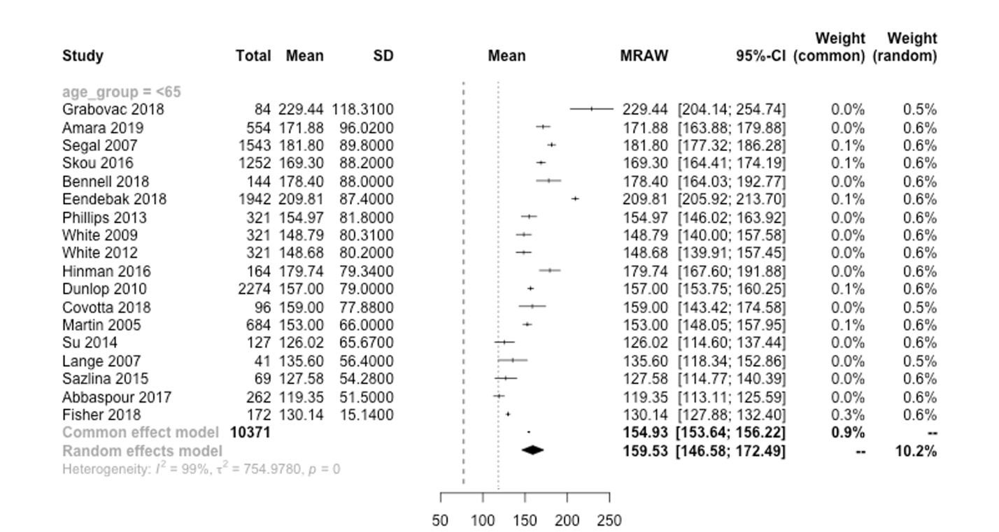 Weight Weight
Study Total Mean SD Mean MRAW 95%-CI (common) (random)
age_group = <65
Grabovac 2018 84 229.44 118.3100 229.44 [204.14; 254.74] 0.0% 0.5%
Amara 2019 554 171.88 96.0200 171.88 [163.88; 179.88] 0.0% 0.6%
Segal 2007 1543 181.80 89.8000 181.80 [177.32; 186.28] 0.1% 0.6%
Skou 2016 1252 169.30 88.2000 169.30 [164.41; 174.19] 0.1% 0.6%
Bennell 2018 144 178.40 88.0000 178.40 [164.03; 192.77] 0.0% 0.6%
Eendebak 2018 1942 209.81 87.4000 209.81 [205.92; 213.70] 0.1% 0.6%
Phillips 2013 321 154.97 81.8000 154.97 [146.02; 163.92] 0.0% 0.6%
White 2009 321 148.79 80.3100 148.79 [140.00; 157.58] 0.0% 0.6%
White 2012 321 148.68 80.2000 148.68 [139.91; 157.45] 0.0% 0.6%
Hinman 2016 164 179.74 79.3400 179.74 [167.60; 191.88] 0.0% 0.6%
Dunlop 2010 2274 157.00 79.0000 157.00 [153.75; 160.25] 0.1% 0.6%
Covotta 2018 96 159.00 77.8800 159.00 [143.42; 174.58] 0.0% 0.5%
Martin 2005 684 153.00 66.0000 153.00 [148.05; 157.95] 0.1% 0.6%
Su 2014 127 126.02 65.6700 126.02 [114.60; 137.44] 0.0% 0.6%
Lange 2007 41 135.60 56.4000 135.60 [118.34; 152.86] 0.0% 0.5%
Sazlina 2015 69 127.58 54.2800 127.58 [114.77; 140.39] 0.0% 0.6%
Abbaspour 2017 262 119.35 51.5000 119.35 [113.11; 125.59] 0.0% 0.6%
Fisher 2018 172 130.14 15.1400 130.14 [127.88; 132.40] 0.3% 0.6%
Common effect model 10371 154.93 [153.64; 156.22] 0.9% --
Random effects model 159.53 [146.58; 172.49] -- 10.2%
Heterogeneity: I² = 99%, τ² = 754.9780, p = 0
50 100 150 200 250